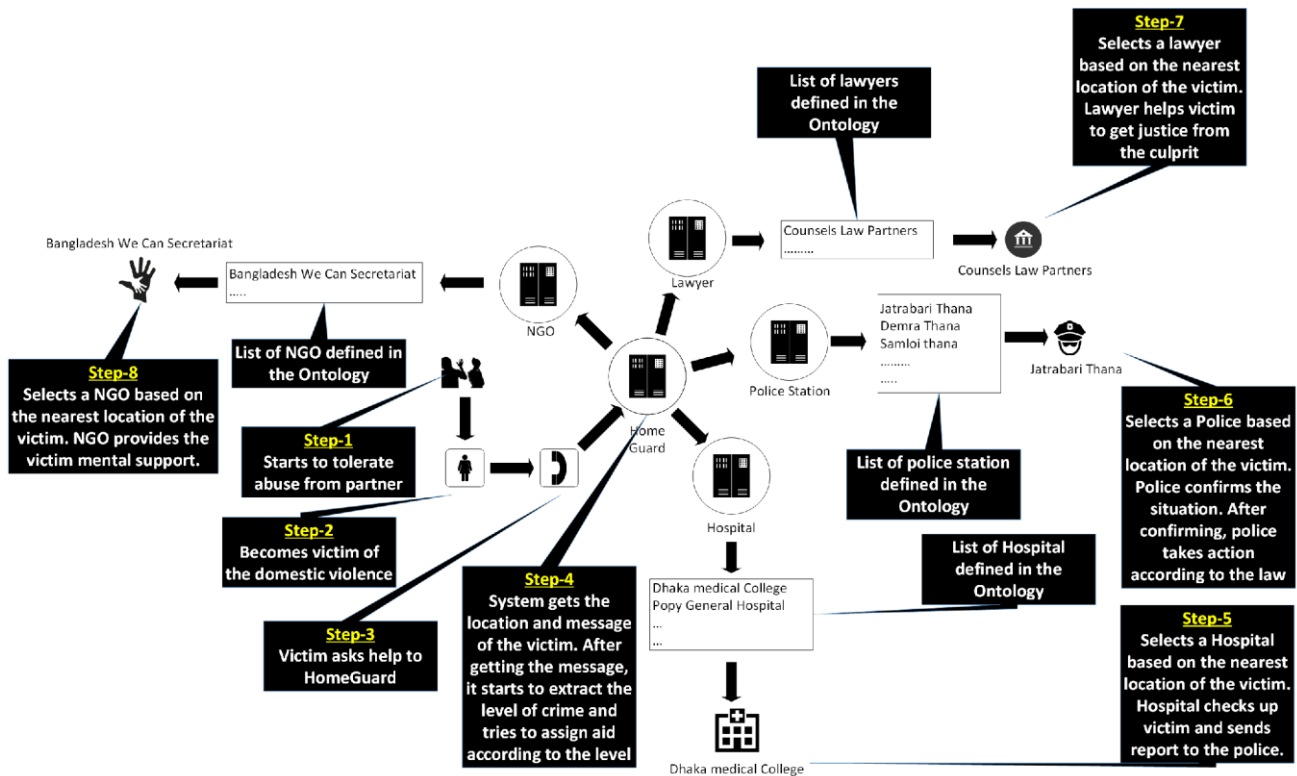 Step-7
Selects a lawyer
based on the nearest
location of the victim.
Lawyer helps victim
to get justice from
the culprit
List of lawyers
defined in the
Ontology
Bangladesh We Can Secretariat
Bangladesh We Can Secretariat
.....
NGO
Lawyer
Counsels Law Partners
.........
Counsels Law Partners
Step-8
Selects a NGO based on
the nearest location of the
victim. NGO provides the
victim mental support.
List of NGO defined in
the Ontology
Home
Guard
Police Station
Jatrabari Thana
Demra Thana
Samloi thana
.........
.....
Jatrabari Thana
Step-1
Starts to tolerate
abuse from partner
Step-6
Selects a Police based
on the nearest
location of the victim.
Police confirms the
situation. After
confirming, police
takes action
according to the law
List of police station
defined in the
Ontology
Step-2
Becomes victim of
the domestic violence
Hospital
List of Hospital
defined in the
Ontology
Step-3
Victim asks help to
HomeGuard
Step-4
System gets the
location and message
of the victim. After
getting the message,
it starts to extract the
level of crime and
tries to assign aid
according to the level
Dhaka medical College
Popy General Hospital
...
...
Step-5
Selects a Hospital
based on the nearest
location of the victim.
Hospital checks up
victim and sends
report to the police.
Dhaka medical College